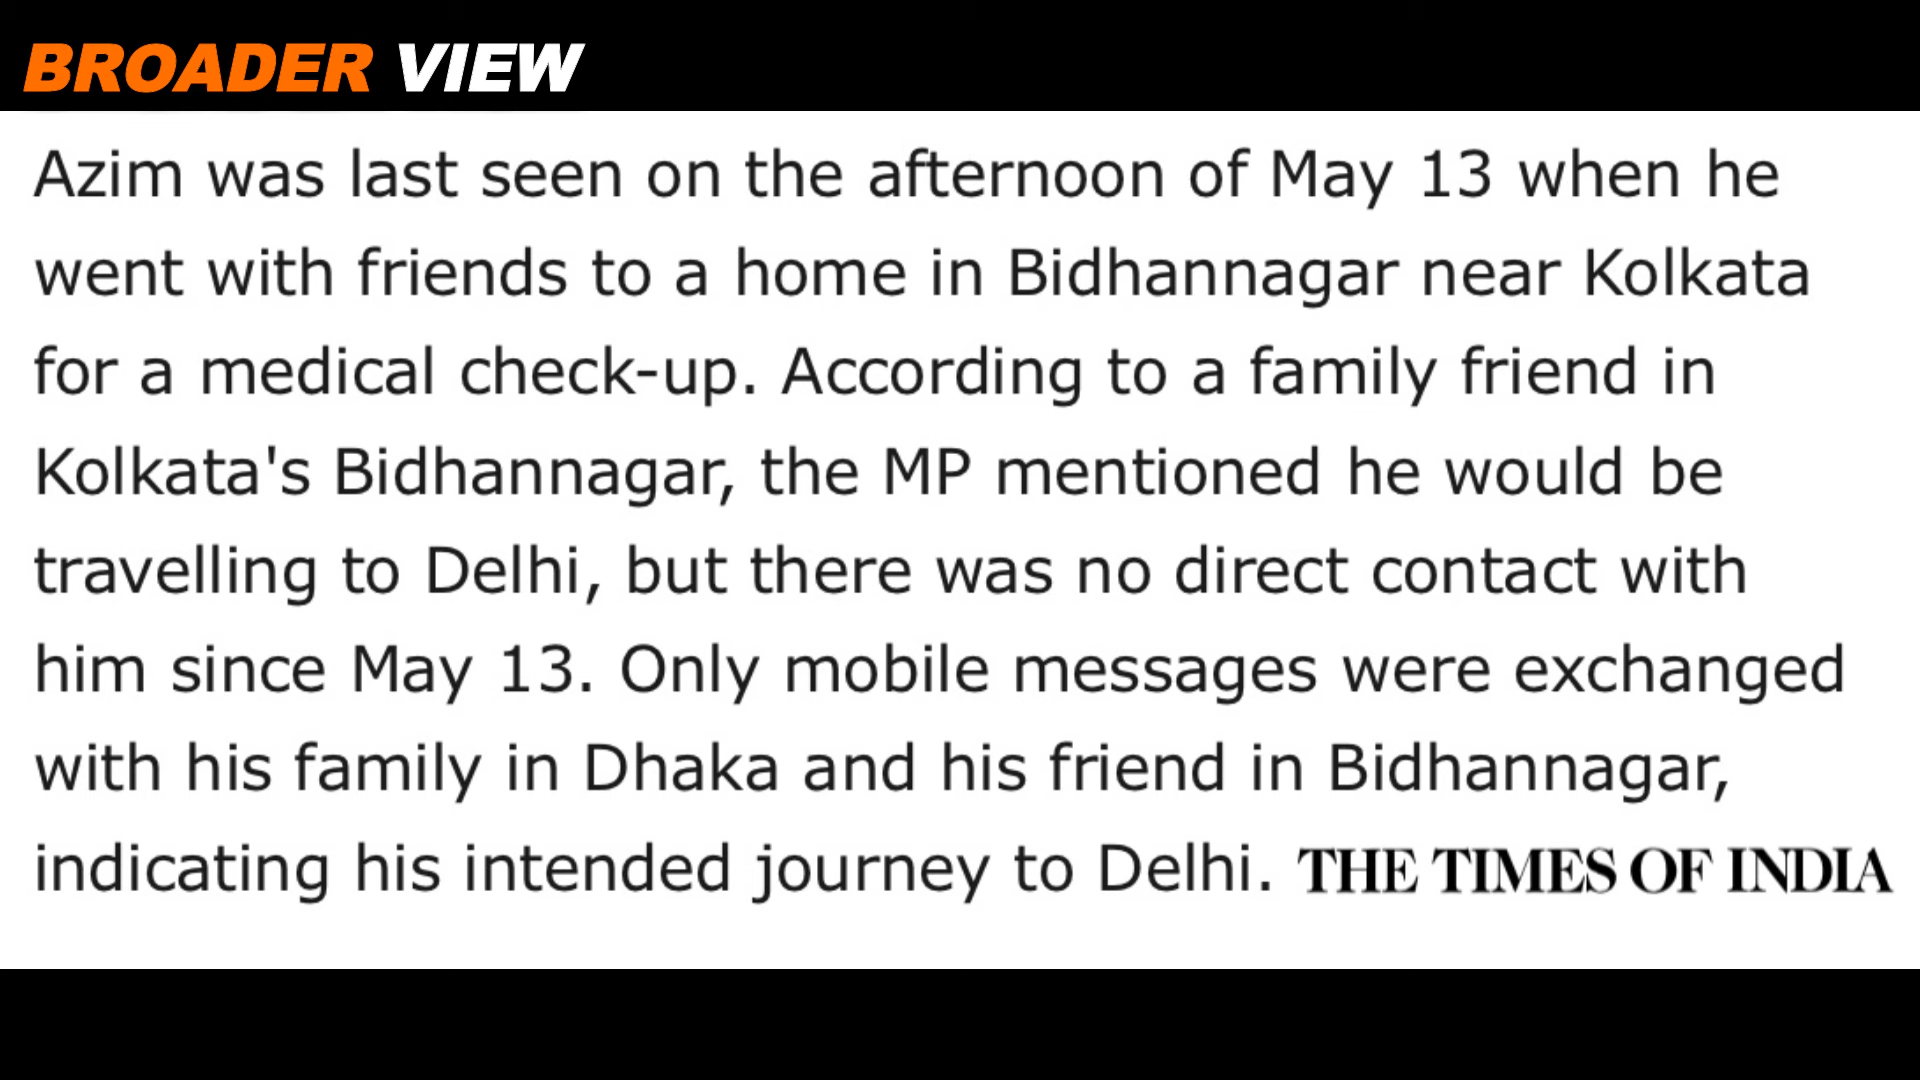 BROADER VIEW
Azim was last seen on the afternoon of May 13 when he
went with friends to a home in Bidhannagar near Kolkata
for a medical check-up. According to a family friend in
Kolkata's Bidhannagar, the MP mentioned he would be
travelling to Delhi, but there was no direct contact with
him since May 13. Only mobile messages were exchanged
with his family in Dhaka and his friend in Bidhannagar,
indicating his intended journey to Delhi. THE TIMES OF INDIA